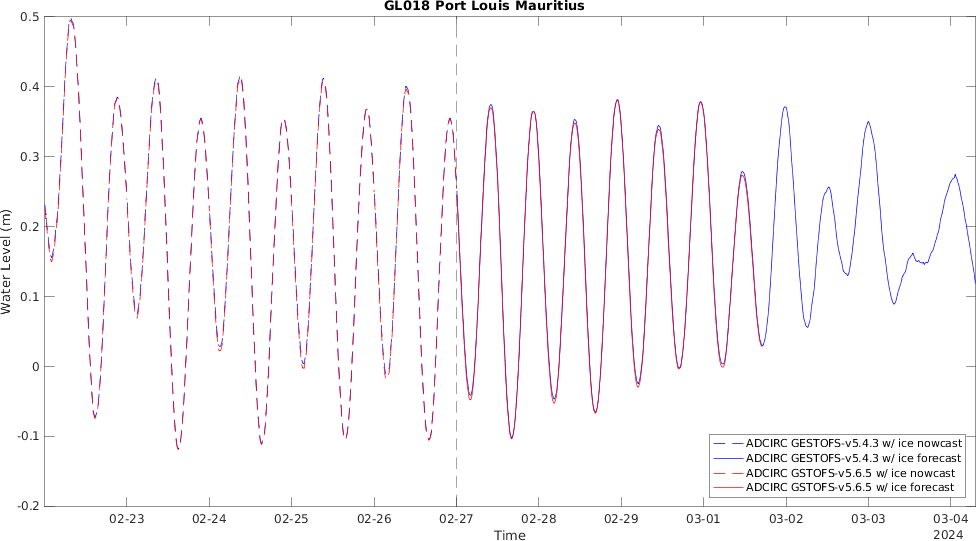 GL018 Port Louis Mauritius
0.5
0.4
0.3
0.2
0.1
0
-0.1
-0.2
Water Level (m)
02-23 02-24 02-25 02-26 02-27 02-28 02-29 03-01 03-02 03-03 03-04
Time
2024
ADCIRC GESTOFS-v5.4.3 w/ ice nowcast
ADCIRC GESTOFS-v5.4.3 w/ ice forecast
ADCIRC GSTOFS-v5.6.5 w/ ice nowcast
ADCIRC GSTOFS-v5.6.5 w/ ice forecast